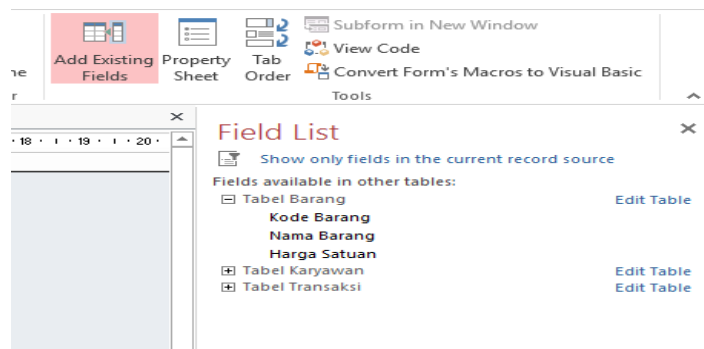 Add Existing Fields
Property Sheet
Tab Order
Subform in New Window
View Code
Convert Form's Macros to Visual Basic
Tools
18 19 20
Field List
Show only fields in the current record source
Fields available in other tables:
Tabel Barang Edit Table
Kode Barang
Nama Barang
Harga Satuan
Tabel Karyawan Edit Table
Tabel Transaksi Edit Table